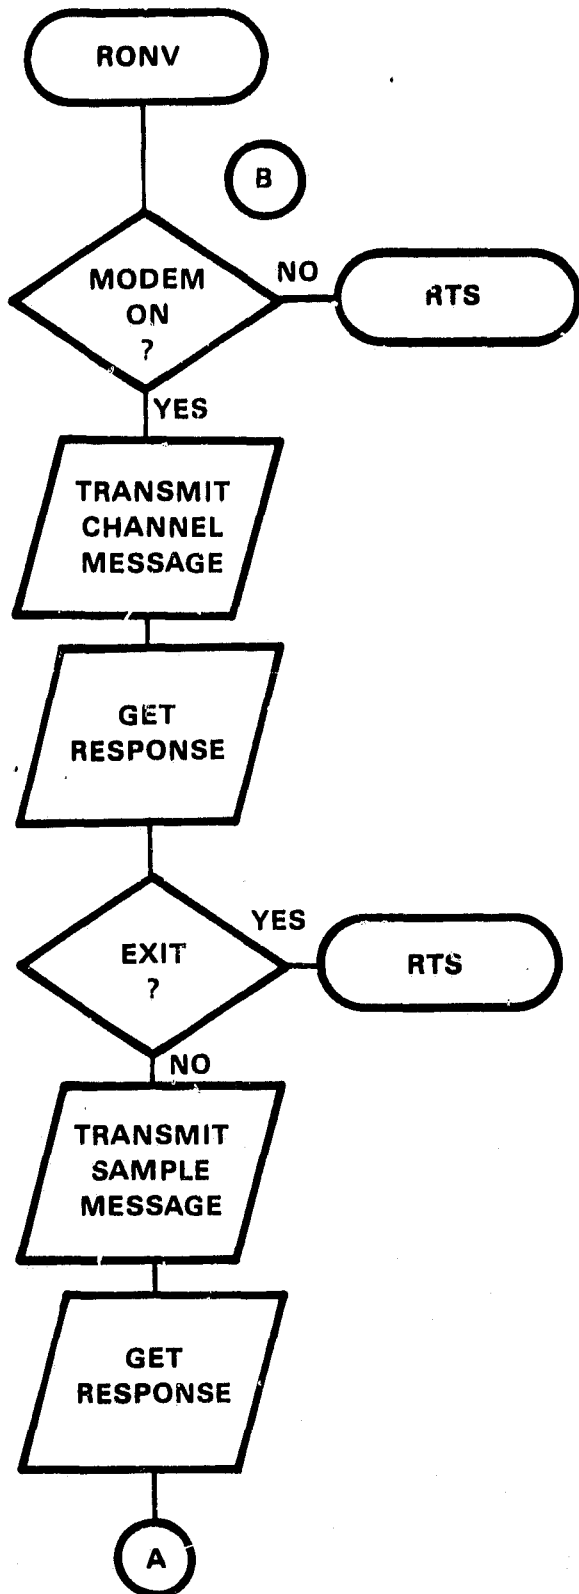 RONV
B
MODEM
ON
?
NO
RTS
YES
TRANSMIT
CHANNEL
MESSAGE
GET
RESPONSE
EXIT
?
YES
RTS
NO
TRANSMIT
SAMPLE
MESSAGE
GET
RESPONSE
A